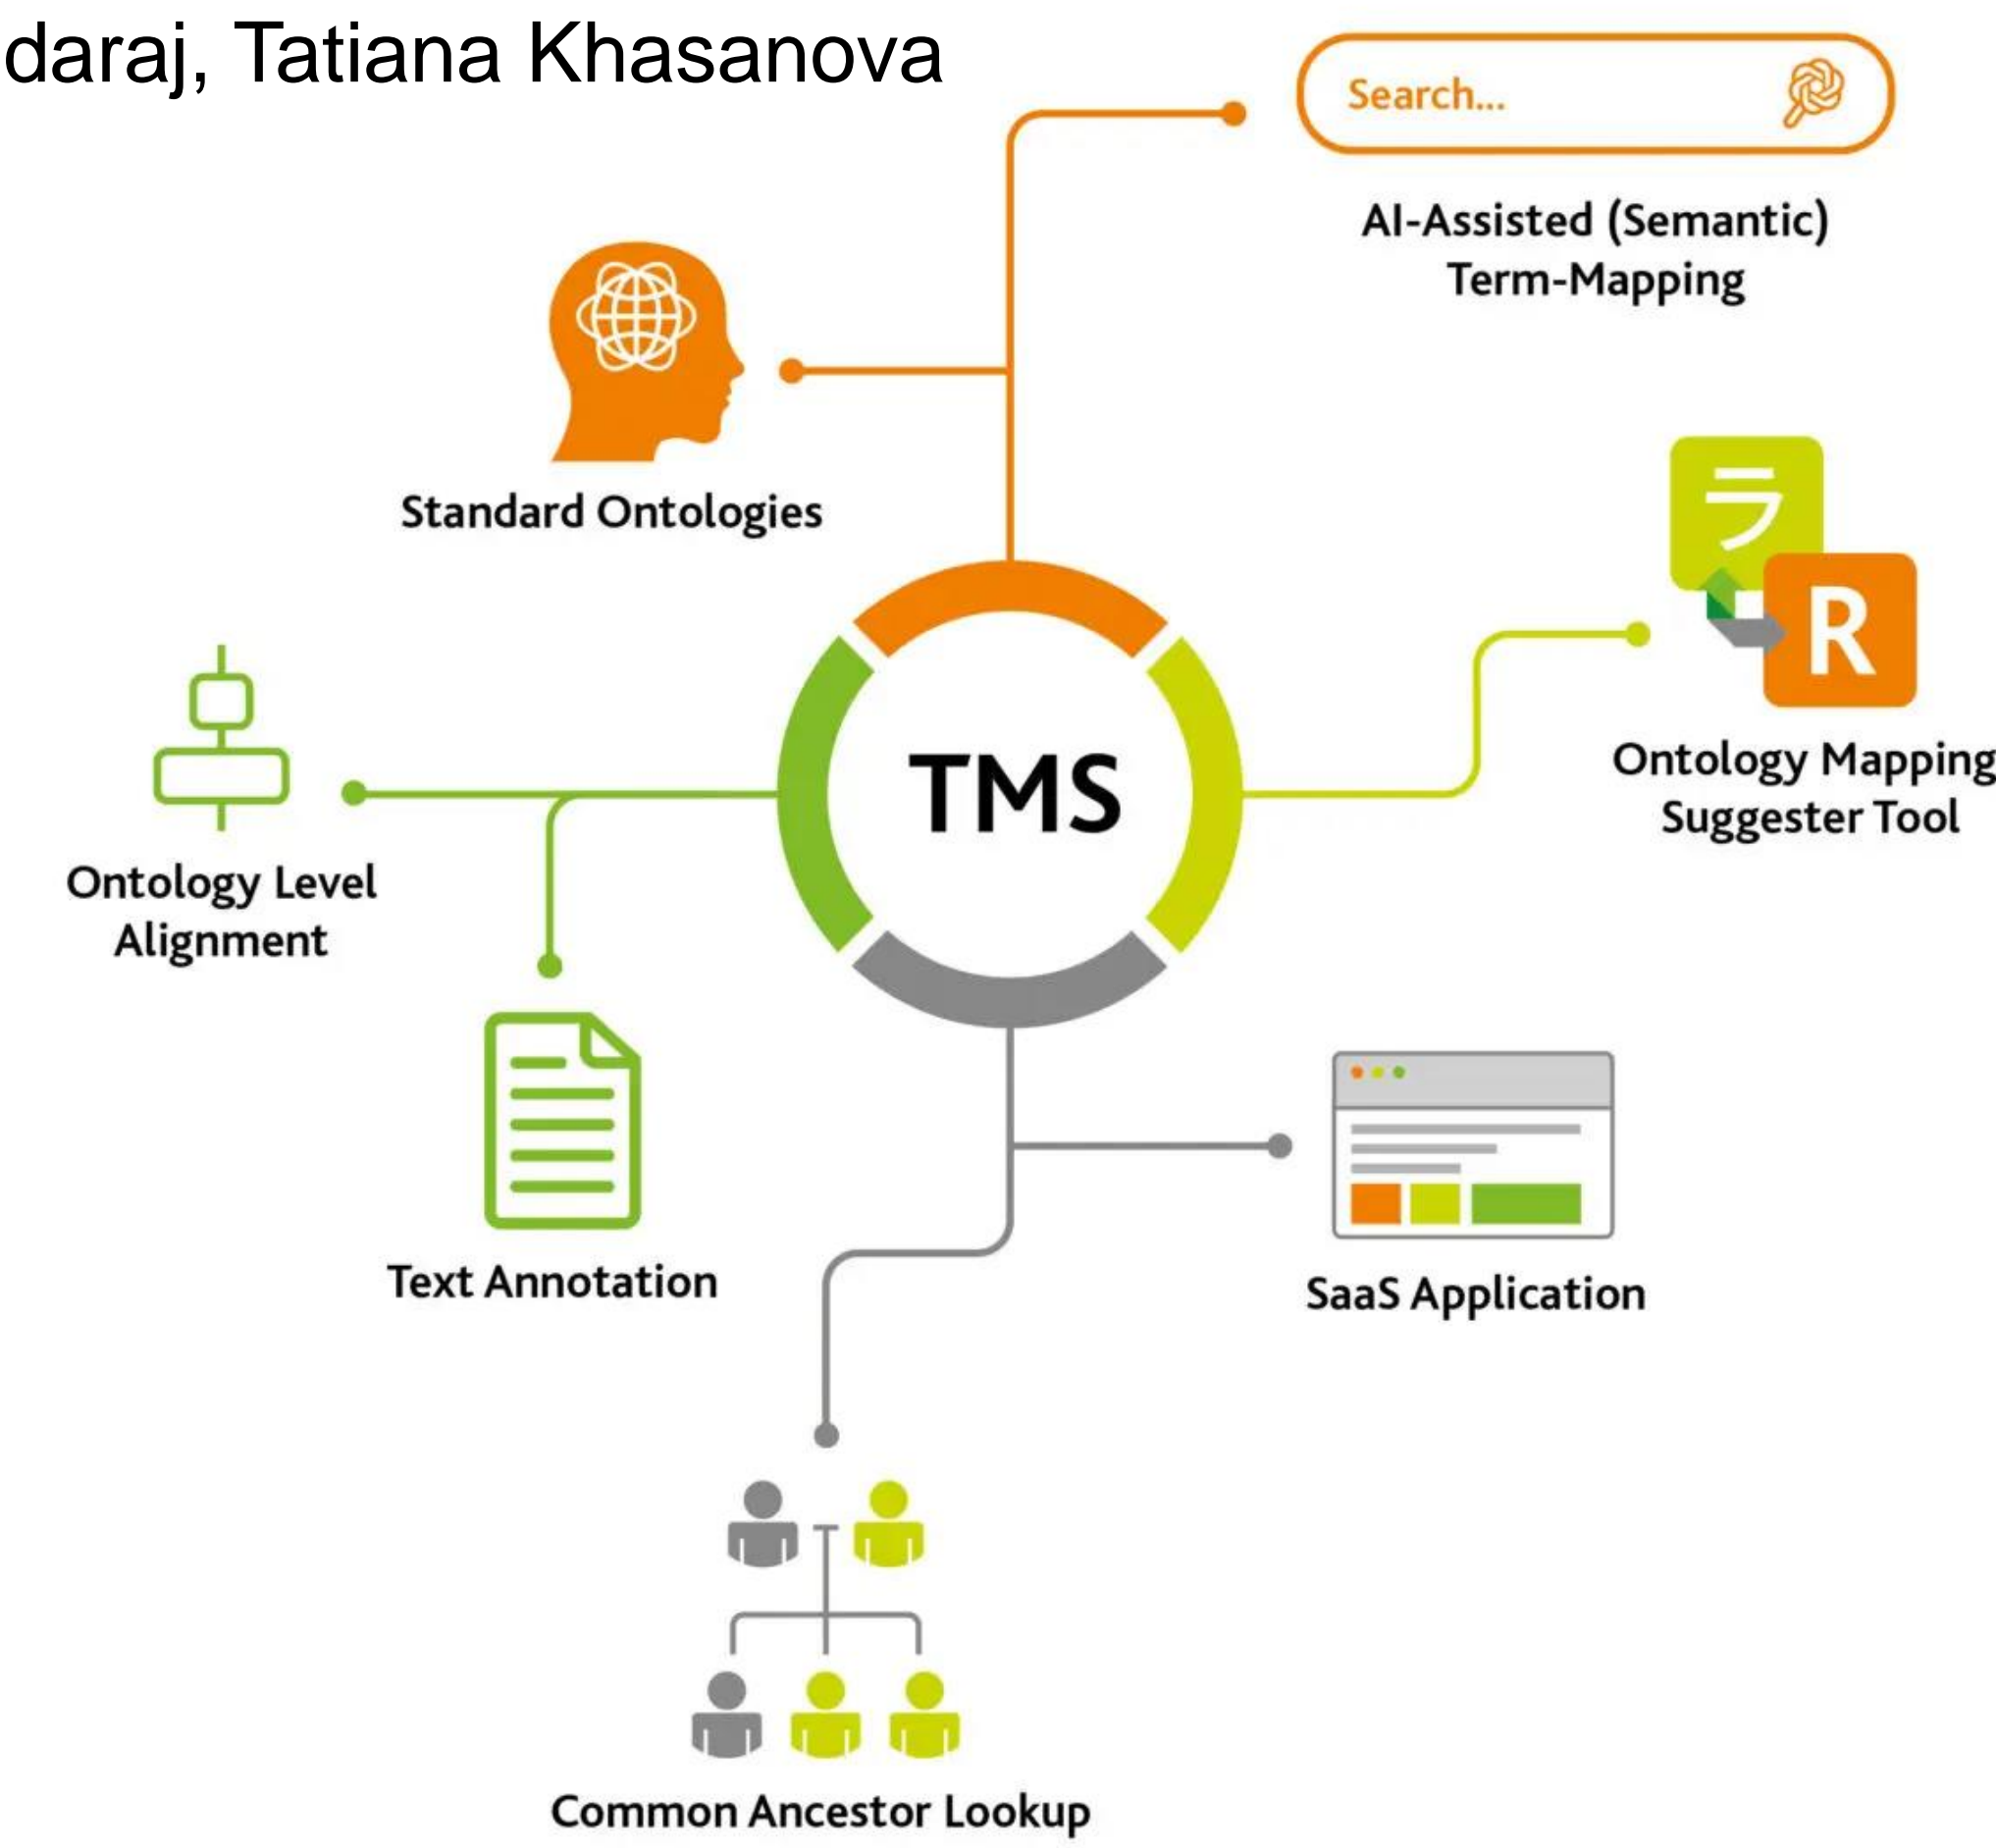 daraj, Tatiana Khasanova
Search...
AI-Assisted (Semantic)
Term-Mapping
Standard Ontologies
ラ
R
Ontology Mapping
Suggester Tool
TMS
Ontology Level
Alignment
Text Annotation
SaaS Application
Common Ancestor Lookup